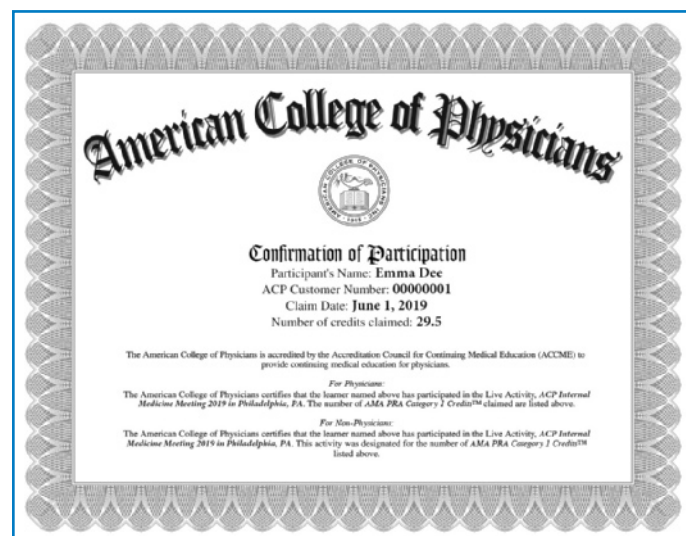 American College of Physicians
AMERICAN COLLEGE OF PHYSICIANS INC
1915
Confirmation of Participation
Participant's Name: Emma Dee
ACP Customer Number: 00000001
Claim Date: June 1, 2019
Number of credits claimed: 29.5
The American College of Physicians is accredited by the Accreditation Council for Continuing Medical Education (ACCME) to
provide continuing medical education for physicians.
For Physicians:
The American College of Physicians certifies that the learner named above has participated in the Live Activity, ACP Internal
Medicine Meeting 2019 in Philadelphia, PA. The number of AMA PRA Category 1 Credits™ claimed are listed above.
For Non-Physicians:
The American College of Physicians certifies that the learner named above has participated in the Live Activity, ACP Internal
Medicine Meeting 2019 in Philadelphia, PA. This activity was designated for the number of AMA PRA Category 1 Credits™
listed above.